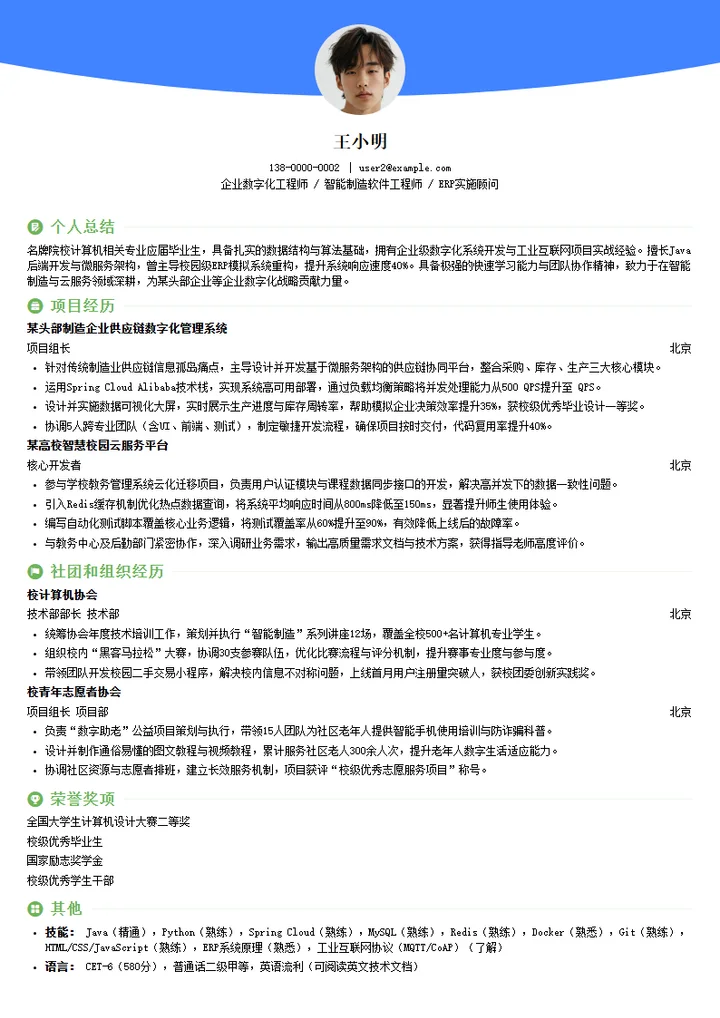 王小明
138-0000-0002 | user2@example.com
企业数字化工程师 / 智能制造软件工程师 / ERP实施顾问
个人总结
名牌院校计算机相关专业应届毕业生，具备扎实的数据结构与算法基础，拥有企业级数字化系统开发与工业互联网项目实战经验。擅长Java
后端开发与微服务架构，曾主导校园级ERP模拟系统重构，提升系统响应速度40%。具备极强的快速学习能力与团队协作精神，致力于在智能
制造与云服务领域深耕，为某头部企业等企业数字化战略贡献力量。
项目经历
某头部制造企业供应链数字化管理系统
项目组长 北京
• 针对传统制造业供应链信息孤岛痛点，主导设计并开发基于微服务架构的供应链协同平台，整合采购、库存、生产三大核心模块。
• 运用Spring Cloud Alibaba技术栈，实现系统高可用部署，通过负载均衡策略将并发处理能力从500 QPS提升至 QPS。
• 设计并实施数据可视化大屏，实时展示生产进度与库存周转率，帮助模拟企业决策效率提升35%，获校级优秀毕业设计一等奖。
• 协调5人跨专业团队（含UI、前端、测试），制定敏捷开发流程，确保项目按时交付，代码复用率提升40%。
某高校智慧校园云服务平台
核心开发者 北京
• 参与学校教务管理系统云化迁移项目，负责用户认证模块与课程数据同步接口的开发，解决高并发下的数据一致性问题。
• 引入Redis缓存机制优化热点数据查询，将系统平均响应时间从800ms降低至150ms，显著提升师生使用体验。
• 编写自动化测试脚本覆盖核心业务逻辑，将测试覆盖率从60%提升至90%，有效降低上线后的故障率。
• 与教务中心及后勤部门紧密协作，深入调研业务需求，输出高质量需求文档与技术方案，获得指导老师高度评价。
社团和组织经历
校计算机协会
技术部部长 技术部 北京
• 统筹协会年度技术培训工作，策划并执行“智能制造”系列讲座12场，覆盖全校500+名计算机专业学生。
• 组织校内“黑客马拉松”大赛，协调30支参赛队伍，优化比赛流程与评分机制，提升赛事专业度与参与度。
• 带领团队开发校园二手交易小程序，解决校内信息不对称问题，上线首月用户注册量突破人，获校团委创新实践奖。
校青年志愿者协会
项目组长 项目部 北京
• 负责“数字助老”公益项目策划与执行，带领15人团队为社区老年人提供智能手机使用培训与防诈骗科普。
• 设计并制作通俗易懂的图文教程与视频教程，累计服务社区老人300余人次，提升老年人数字生活适应能力。
• 协调社区资源与志愿者排班，建立长效服务机制，项目获评“校级优秀志愿服务项目”称号。
荣誉奖项
全国大学生计算机设计大赛二等奖
校级优秀毕业生
国家励志奖学金
校级优秀学生干部
其他
• 技能： Java（精通），Python（熟练），Spring Cloud（熟练），MySQL（熟练），Redis（熟练），Docker（熟悉），Git（熟练），
HTML/CSS/JavaScript（熟练），ERP系统原理（熟悉），工业互联网协议（MQTT/CoAP）（了解）
• 语言： CET-6（580分），普通话二级甲等，英语流利（可阅读英文技术文档）